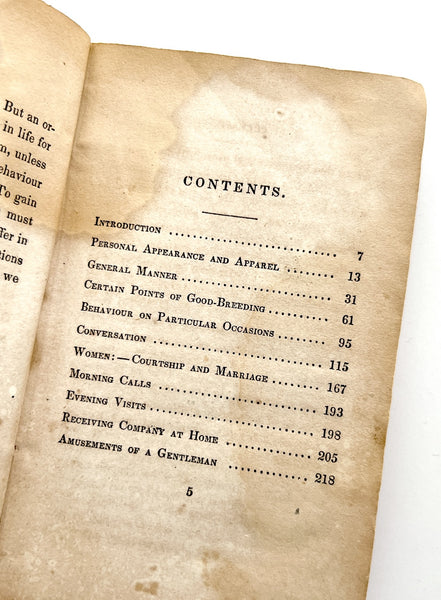 But an or-
in life for
m, unless
ehaviour
To gain
must
ffer in
tions
we
CONTENTS.
INTRODUCTION .................... 7
PERSONAL APPEARANCE AND APPAREL ........ 13
GENERAL MANNER .................... 31
CERTAIN POINTS OF GOOD-BREEDING ........ 61
BEHAVIOUR ON PARTICULAR OCCASIONS ........ 95
CONVERSATION .................... 115
WOMEN:—COURTSHIP AND MARRIAGE ........ 167
MORNING CALLS .................... 193
EVENING VISITS .................... 198
RECEIVING COMPANY AT HOME ............ 205
AMUSEMENTS OF A GENTLEMAN ............ 218
5